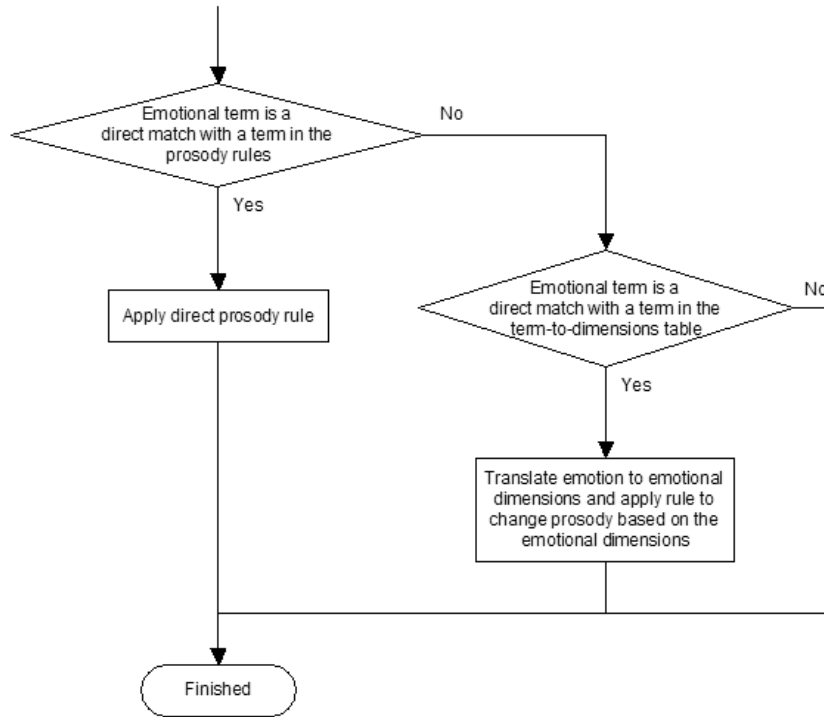 Emotional term is a
direct match with a term in the
prosody rules
No
Yes
Apply direct prosody rule
Emotional term is a
direct match with a term in the
term-to-dimensions table
No
Yes
Translate emotion to emotional
dimensions and apply rule to
change prosody based on the
emotional dimensions
Finished